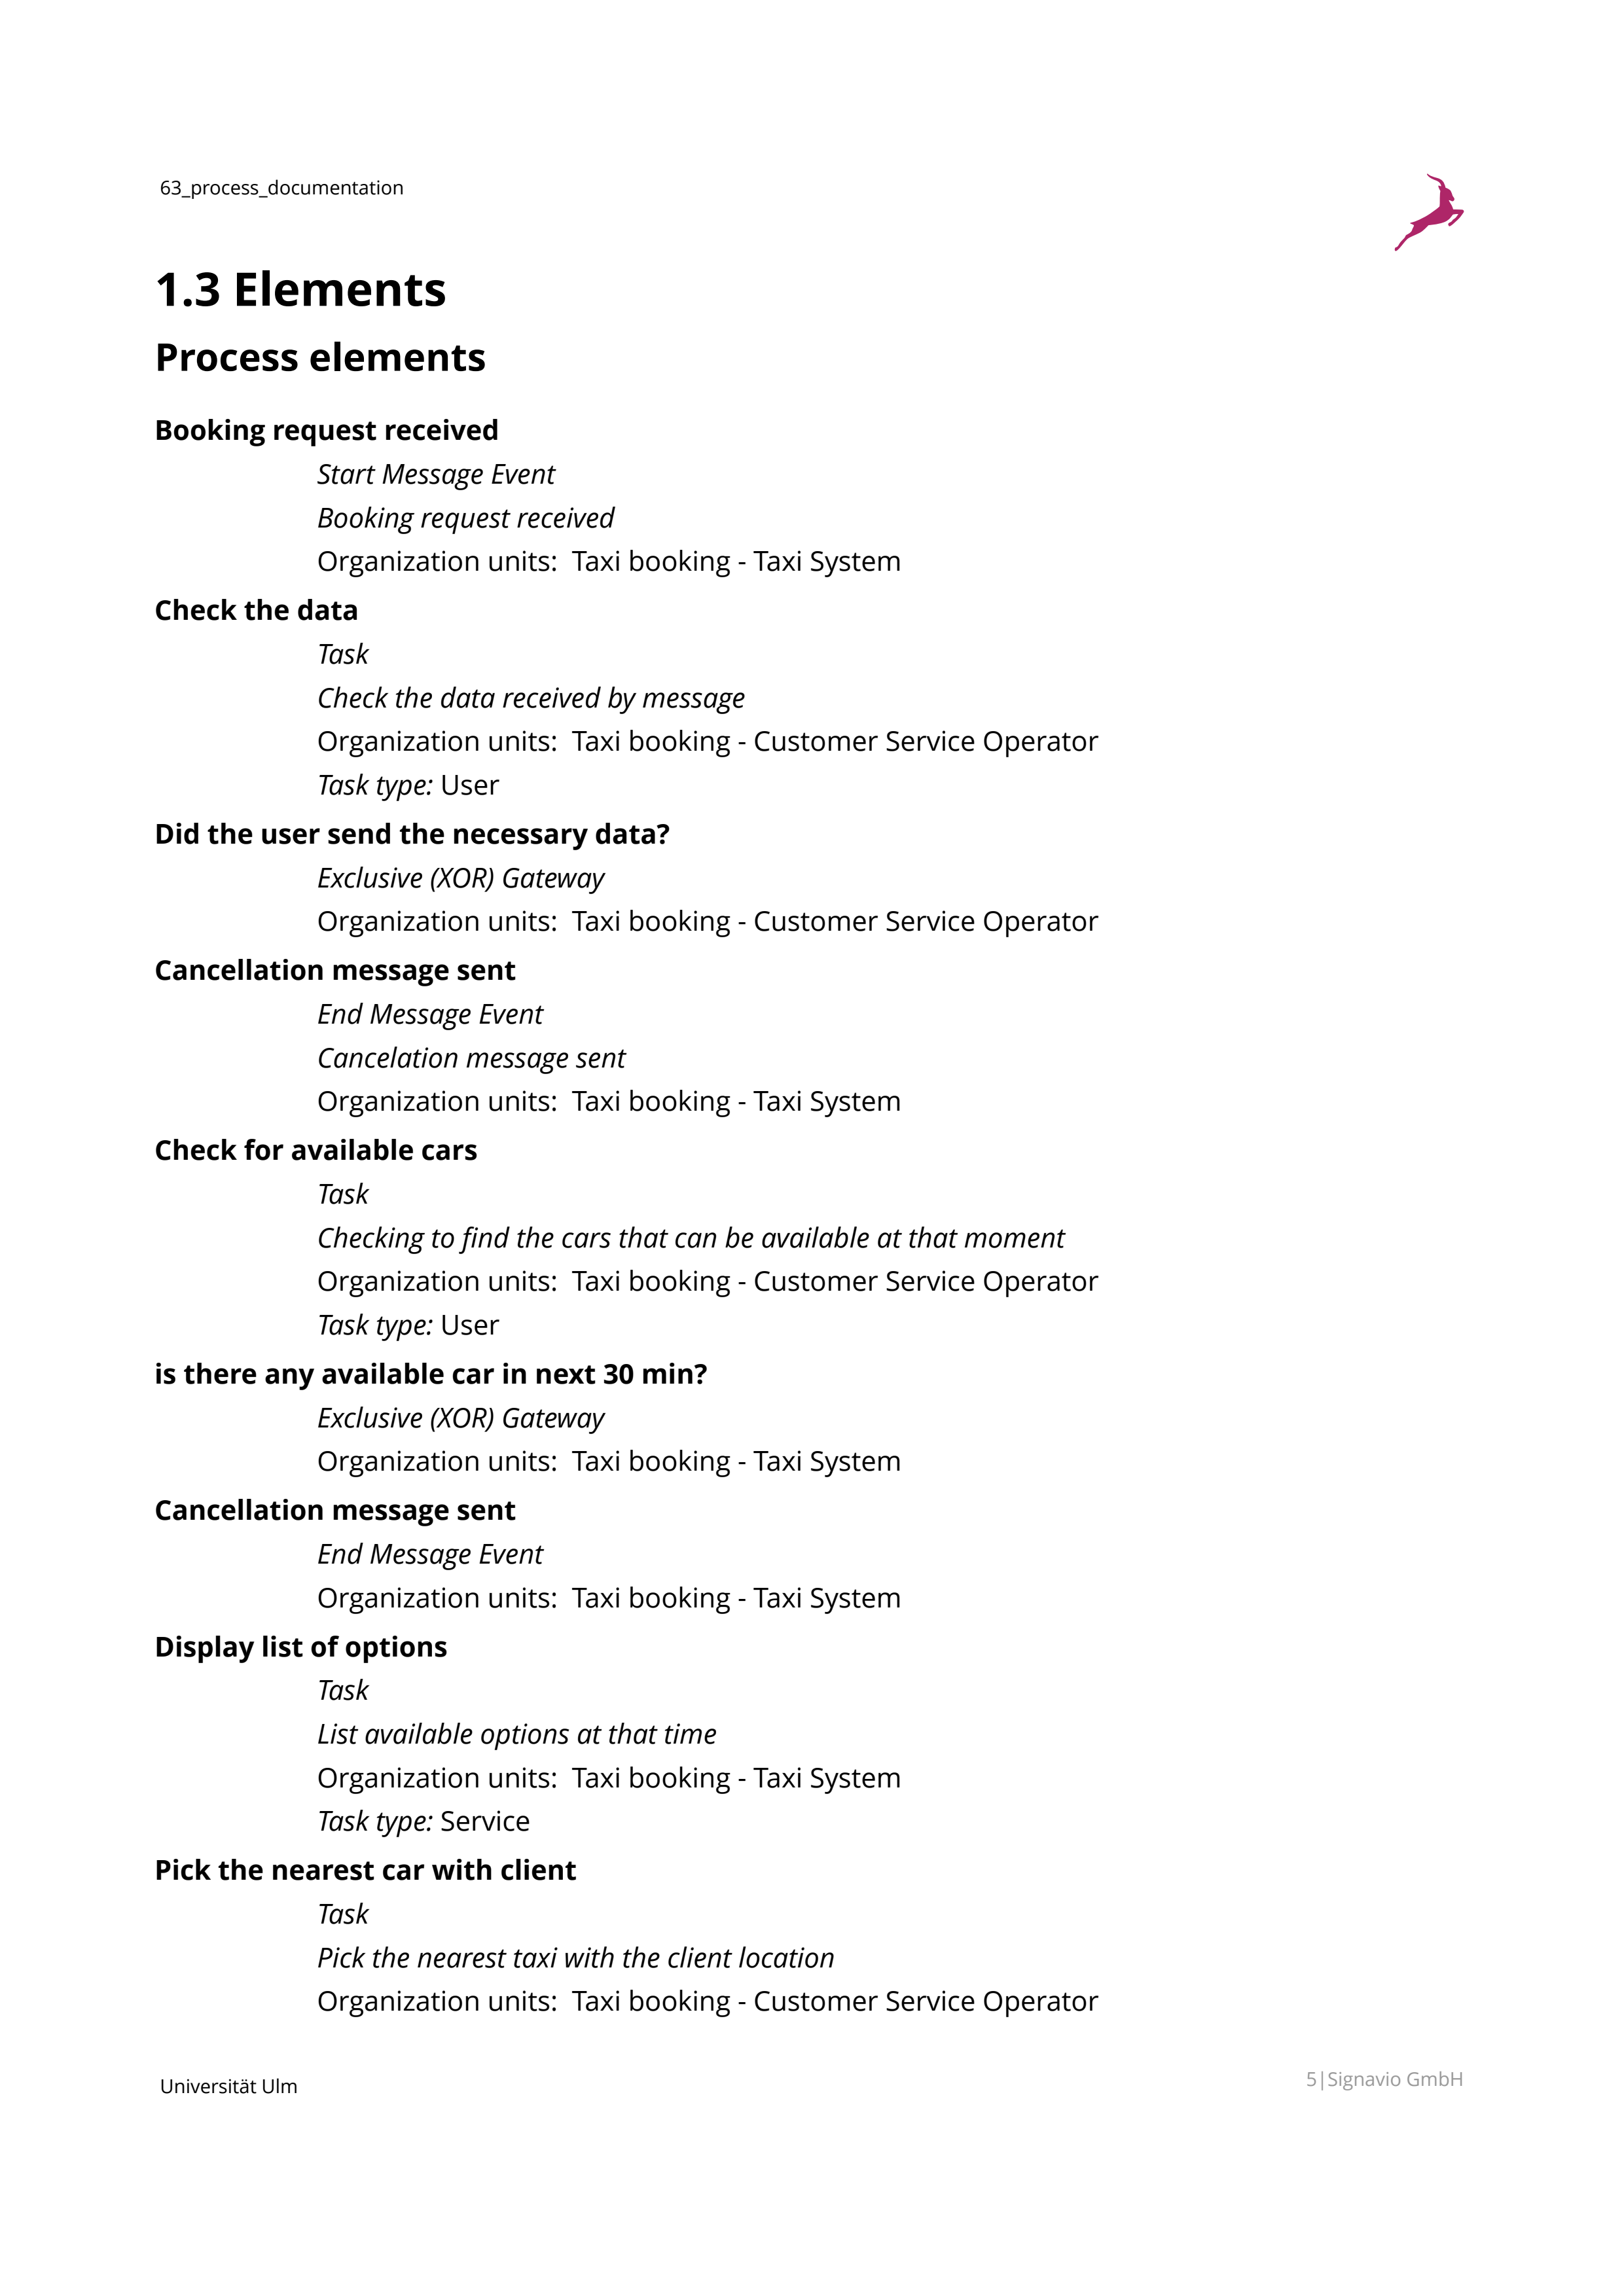 63_process_documentation
1.3 Elements
Process elements
Booking request received
Start Message Event
Booking request received
Organization units: Taxi booking - Taxi System
Check the data
Task
Check the data received by message
Organization units: Taxi booking - Customer Service Operator
Task type: User
Did the user send the necessary data?
Exclusive (XOR) Gateway
Organization units: Taxi booking - Customer Service Operator
Cancellation message sent
End Message Event
Cancelation message sent
Organization units: Taxi booking - Taxi System
Check for available cars
Task
Checking to find the cars that can be available at that moment
Organization units: Taxi booking - Customer Service Operator
Task type: User
is there any available car in next 30 min?
Exclusive (XOR) Gateway
Organization units: Taxi booking - Taxi System
Cancellation message sent
End Message Event
Organization units: Taxi booking - Taxi System
Display list of options
Task
List available options at that time
Organization units: Taxi booking - Taxi System
Task type: Service
Pick the nearest car with client
Task
Pick the nearest taxi with the client location
Organization units: Taxi booking - Customer Service Operator
Universität Ulm
5|Signavio GmbH